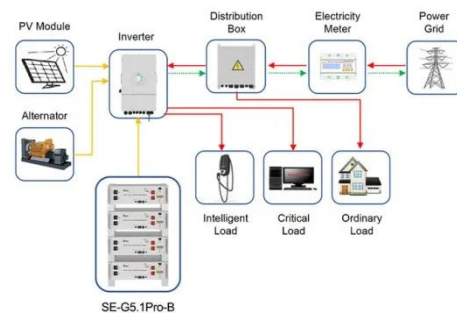 PV Module
Inverter
Distribution
Box
Electricity
Meter
Power
Grid
Alternator
Intelligent
Load
Critical
Load
Ordinary
Load
SE-G5.1Pro-B